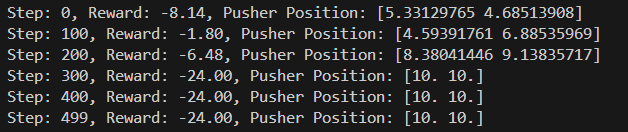 Step: 0, Reward: -8.14, Pusher Position: [5.33129765 4.68513908]
Step: 100, Reward: -1.80, Pusher Position: [4.59391761 6.88535969]
Step: 200, Reward: -6.48, Pusher Position: [8.38041446 9.13835717]
Step: 300, Reward: -24.00, Pusher Position: [10. 10.]
Step: 400, Reward: -24.00, Pusher Position: [10. 10.]
Step: 499, Reward: -24.00, Pusher Position: [10. 10.]